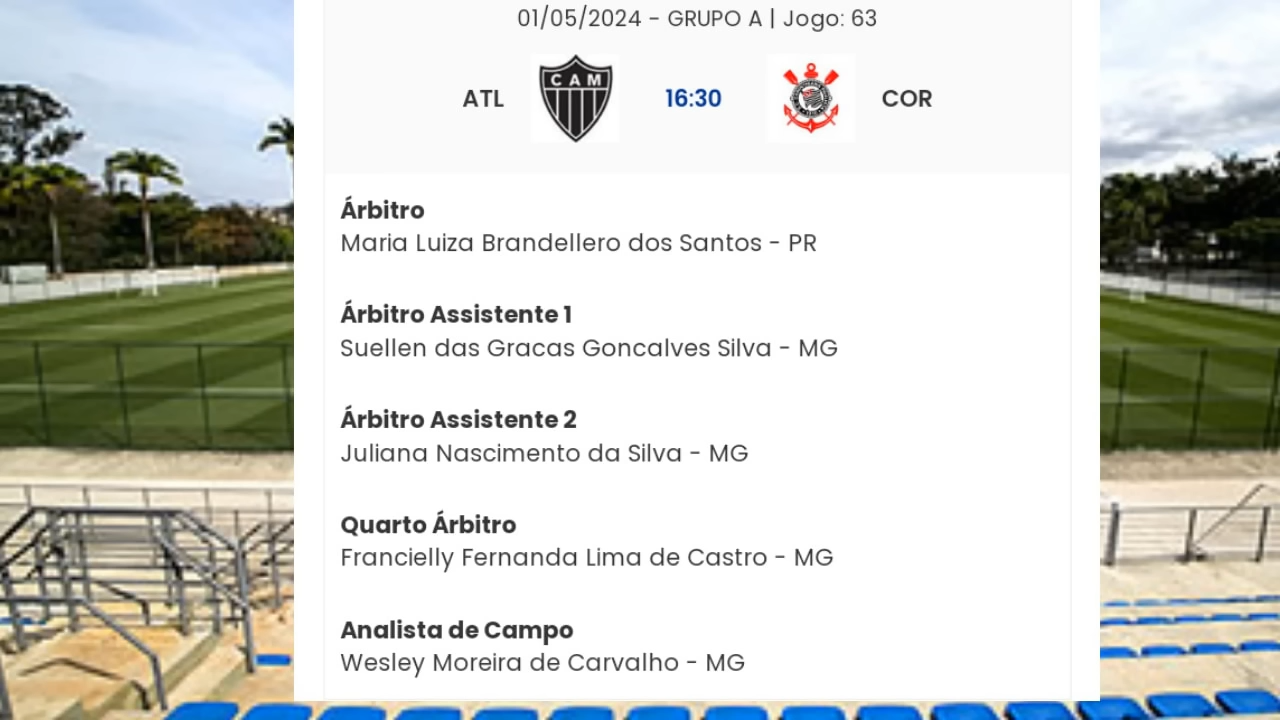 01/05/2024 - GRUPO A | Jogo: 63
ATL CAM 16:30 COR
Árbitro
Maria Luiza Brandellero dos Santos - PR
Árbitro Assistente 1
Suellen das Gracas Goncalves Silva - MG
Árbitro Assistente 2
Juliana Nascimento da Silva - MG
Quarto Árbitro
Francielly Fernanda Lima de Castro - MG
Analista de Campo
Wesley Moreira de Carvalho - MG